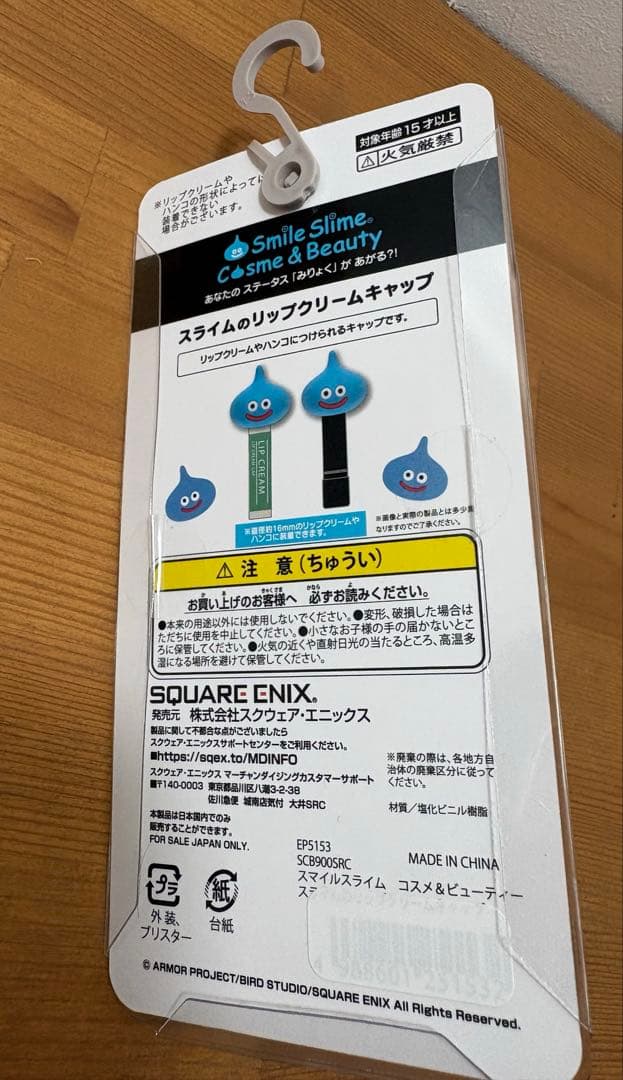 対象年齢15才以上
⚠火気厳禁
※リップクリームや
ハンコの形状によっては
装着できない
場合がございます。
Smile Slime®
Cosme & Beauty
あなたの ステータス「みりょく」が あがる?!
スライムのリップクリームキャップ
リップクリームやハンコにつけられるキャップです。
LIP CREAM
※直径約16mmのリップクリームや
ハンコに装着できます。
※画像と実際の製品とは多少異
なりますのでご了承ください。
⚠注 意(ちゅうい)
お買い上げのお客様へ 必ずお読みください。
●本来の用途以外には使用しないでください。●変形、破損した場合は
ただちに使用を中止してください。●小さなお子様の手の届かないとこ
ろに保管してください。●火気の近くや直射日光の当たるところ、高温多
湿になる場所を避けて保管してください。
SQUARE ENIX®
発売元 株式会社スクウェア・エニックス
製品に関して不都合な点がございましたら
スクウェア・エニックスサポートセンターをご利用ください。
■https://sqex.to/MDINFO
スクウェア・エニックス マーチャンダイジングカスタマーサポート
■〒140-0003 東京都品川区八潮3-2-38
佐川急便 城南店気付 大井SRC
※廃棄の際は、各地方自
治体の廃棄区分に従って
ください。
材質/塩化ビニル樹脂
本製品は日本国内でのみ
販売することができます。
FOR SALE JAPAN ONLY.
EP5153
SCB900SRC
MADE IN CHINA
スマイルスライム コスメ&ビューティー
スライムのリップクリームキャップ
プラ
外装、
ブリスター
紙
台紙
© ARMOR PROJECT/BIRD STUDIO/SQUARE ENIX All Rights Reserved.